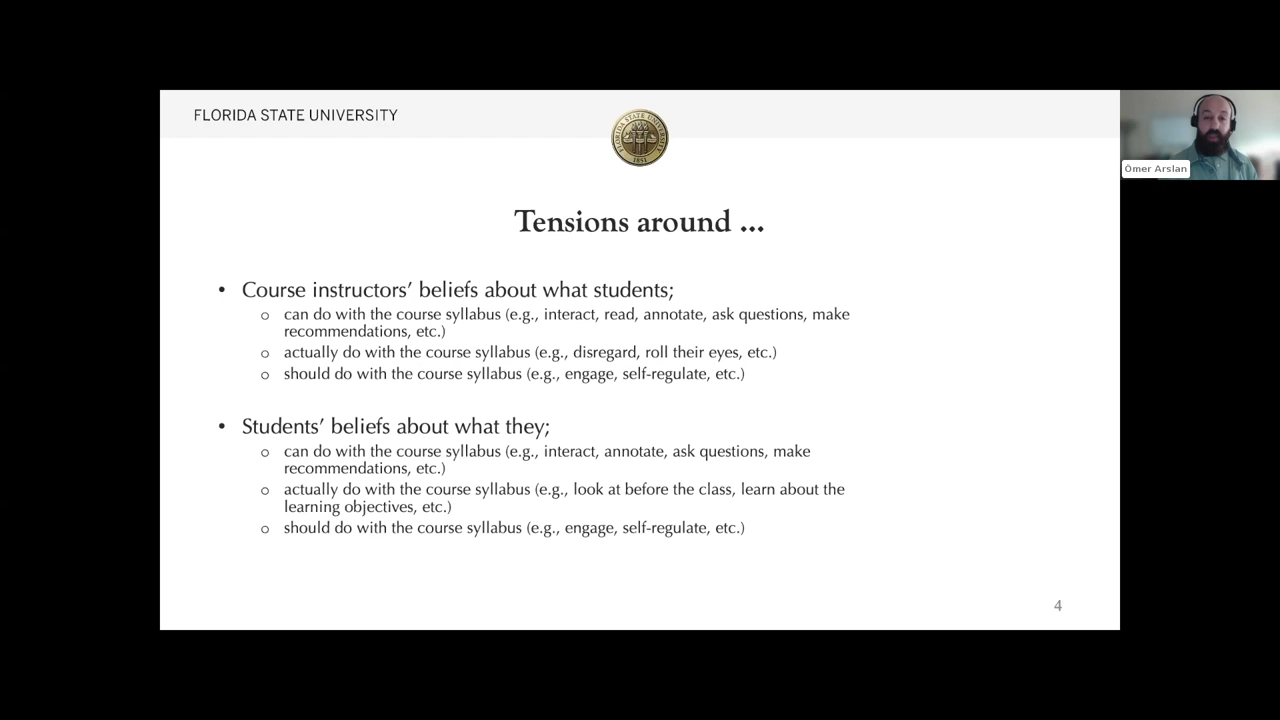 FLORIDA STATE UNIVERSITY
FLORIDA STATE UNIVERSITY
1851
Ömer Arslan
Tensions around ...
• Course instructors’ beliefs about what students;
o can do with the course syllabus (e.g., interact, read, annotate, ask questions, make
recommendations, etc.)
o actually do with the course syllabus (e.g., disregard, roll their eyes, etc.)
o should do with the course syllabus (e.g., engage, self-regulate, etc.)
• Students’ beliefs about what they;
o can do with the course syllabus (e.g., interact, annotate, ask questions, make
recommendations, etc.)
o actually do with the course syllabus (e.g., look at before the class, learn about the
learning objectives, etc.)
o should do with the course syllabus (e.g., engage, self-regulate, etc.)
4